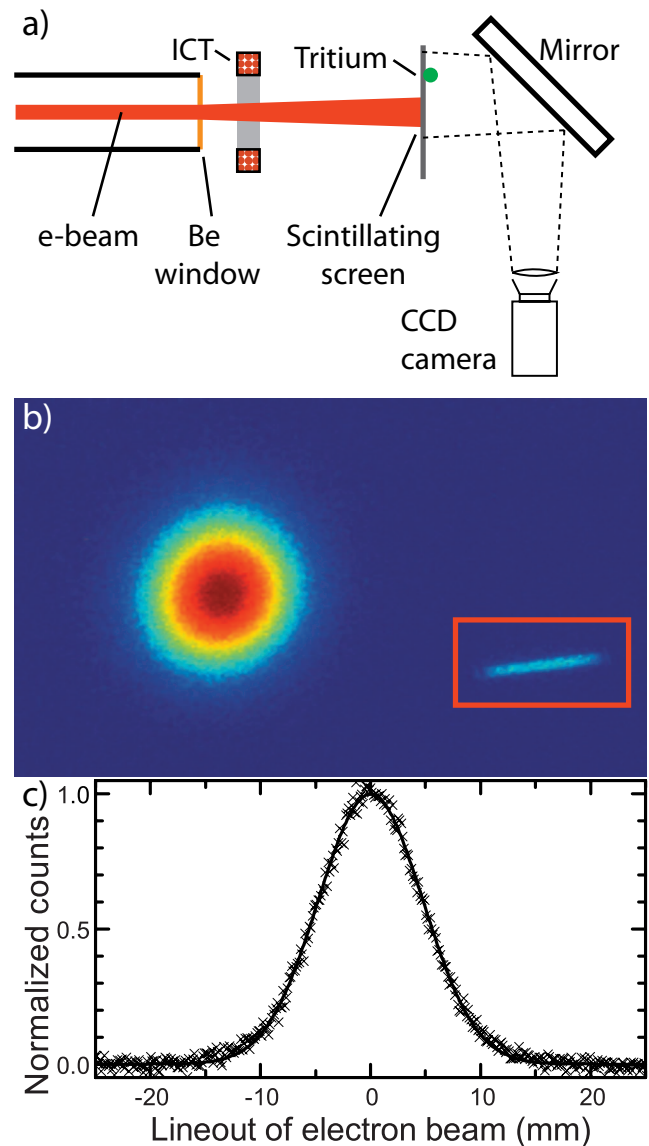 a)
ICT
Tritium
Mirror
e-beam
Be
window
Scintillating
screen
CCD
camera
b)
c)
1.0
0.5
0.0
Normalized counts
-20
-10
0
10
20
Lineout of electron beam (mm)